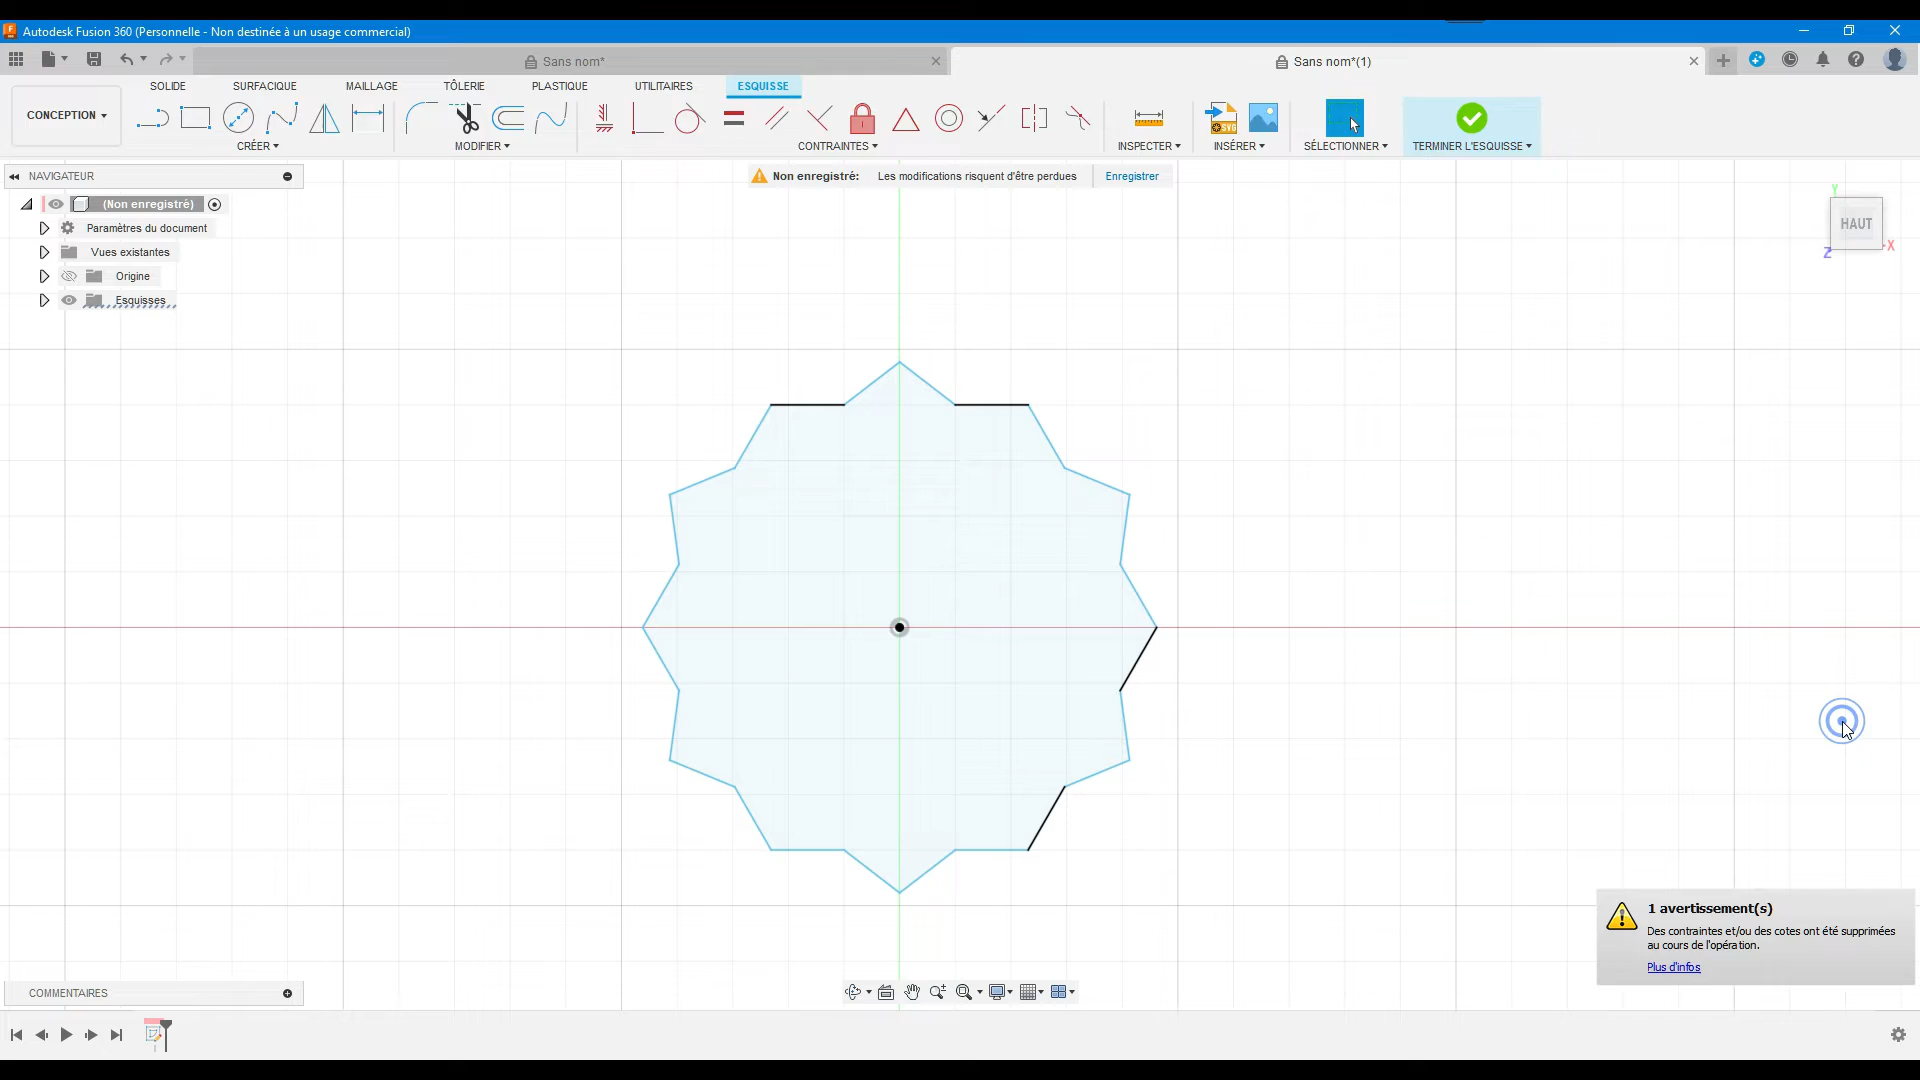 Autodesk Fusion 360 (Personnelle - Non destinée à un usage commercial)
Sans nom*
Sans nom*(1)
SOLIDE
SURFACIQUE
MAILLAGE
TÔLERIE
PLASTIQUE
UTILITAIRES
ESQUISSE
CONCEPTION
SVG
CRÉER
MODIFIER
CONTRAINTES
INSPECTER
INSÉRER
SÉLECTIONNER
TERMINER L'ESQUISSE
NAVIGATEUR
Non enregistré: Les modifications risquent d'être perdues Enregistrer
(Non enregistré)
Paramètres du document
Vues existantes
Origine
Esquisses
Y
HAUT
X
Z
1 avertissement(s)
Des contraintes et/ou des cotes ont été supprimées
au cours de l'opération.
Plus d'infos
COMMENTAIRES